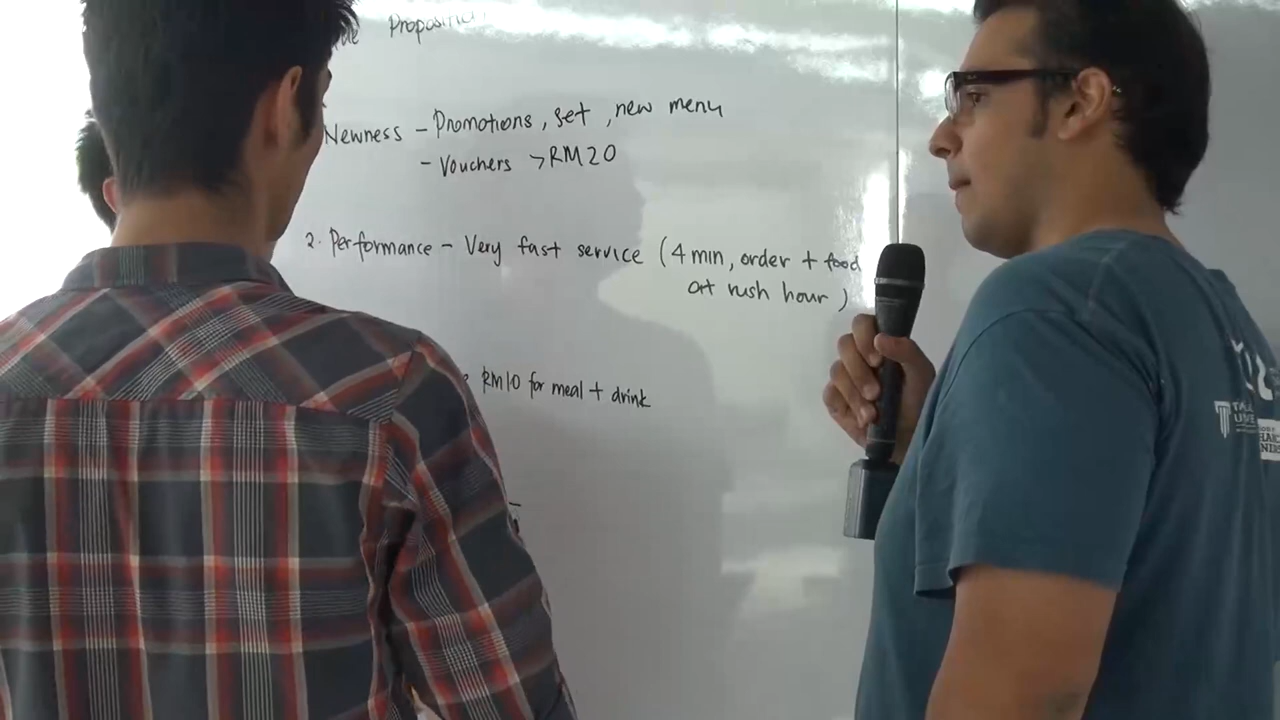 Proposition
Newness - Promotions, set, new menu
- Vouchers >RM20
2. Performance - Very fast service (4 min, order + food
at rush hour)
RM10 for meal + drink